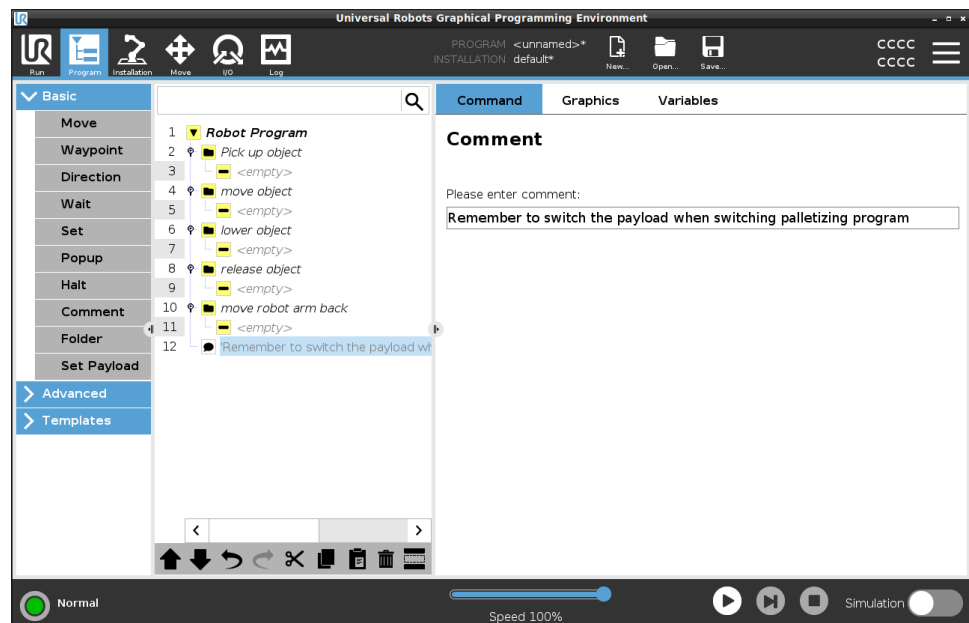 Universal Robots Graphical Programming Environment
UR
Run
Program
Installation
Move
I/O
Log
PROGRAM <unnamed>*
INSTALLATION default*
New...
Open...
Save...
CCCC
CCCC
Basic
Move
Waypoint
Direction
Wait
Set
Popup
Halt
Comment
Folder
Set Payload
Advanced
Templates
1 Robot Program
2 Pick up object
3 <empty>
4 move object
5 <empty>
6 lower object
7 <empty>
8 release object
9 <empty>
10 move robot arm back
11 <empty>
12 'Remember to switch the payload wh
Command Graphics Variables
Comment
Please enter comment:
Remember to switch the payload when switching palletizing program
Normal
Speed 100%
Simulation